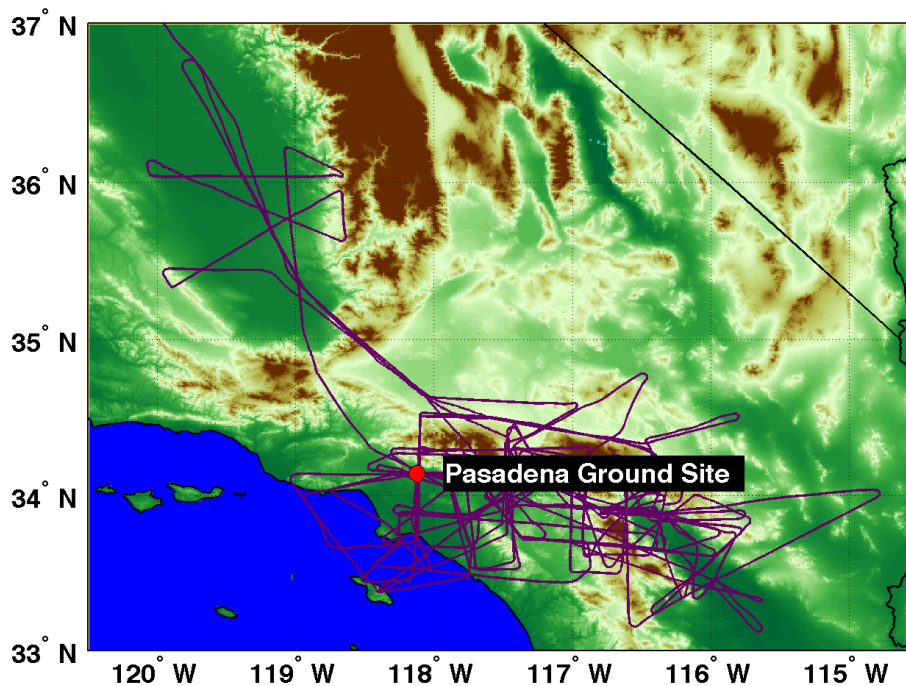 37° N
36° N
35° N
34° N
33° N
Pasadena Ground Site
120° W 119° W 118° W 117° W 116° W 115° W